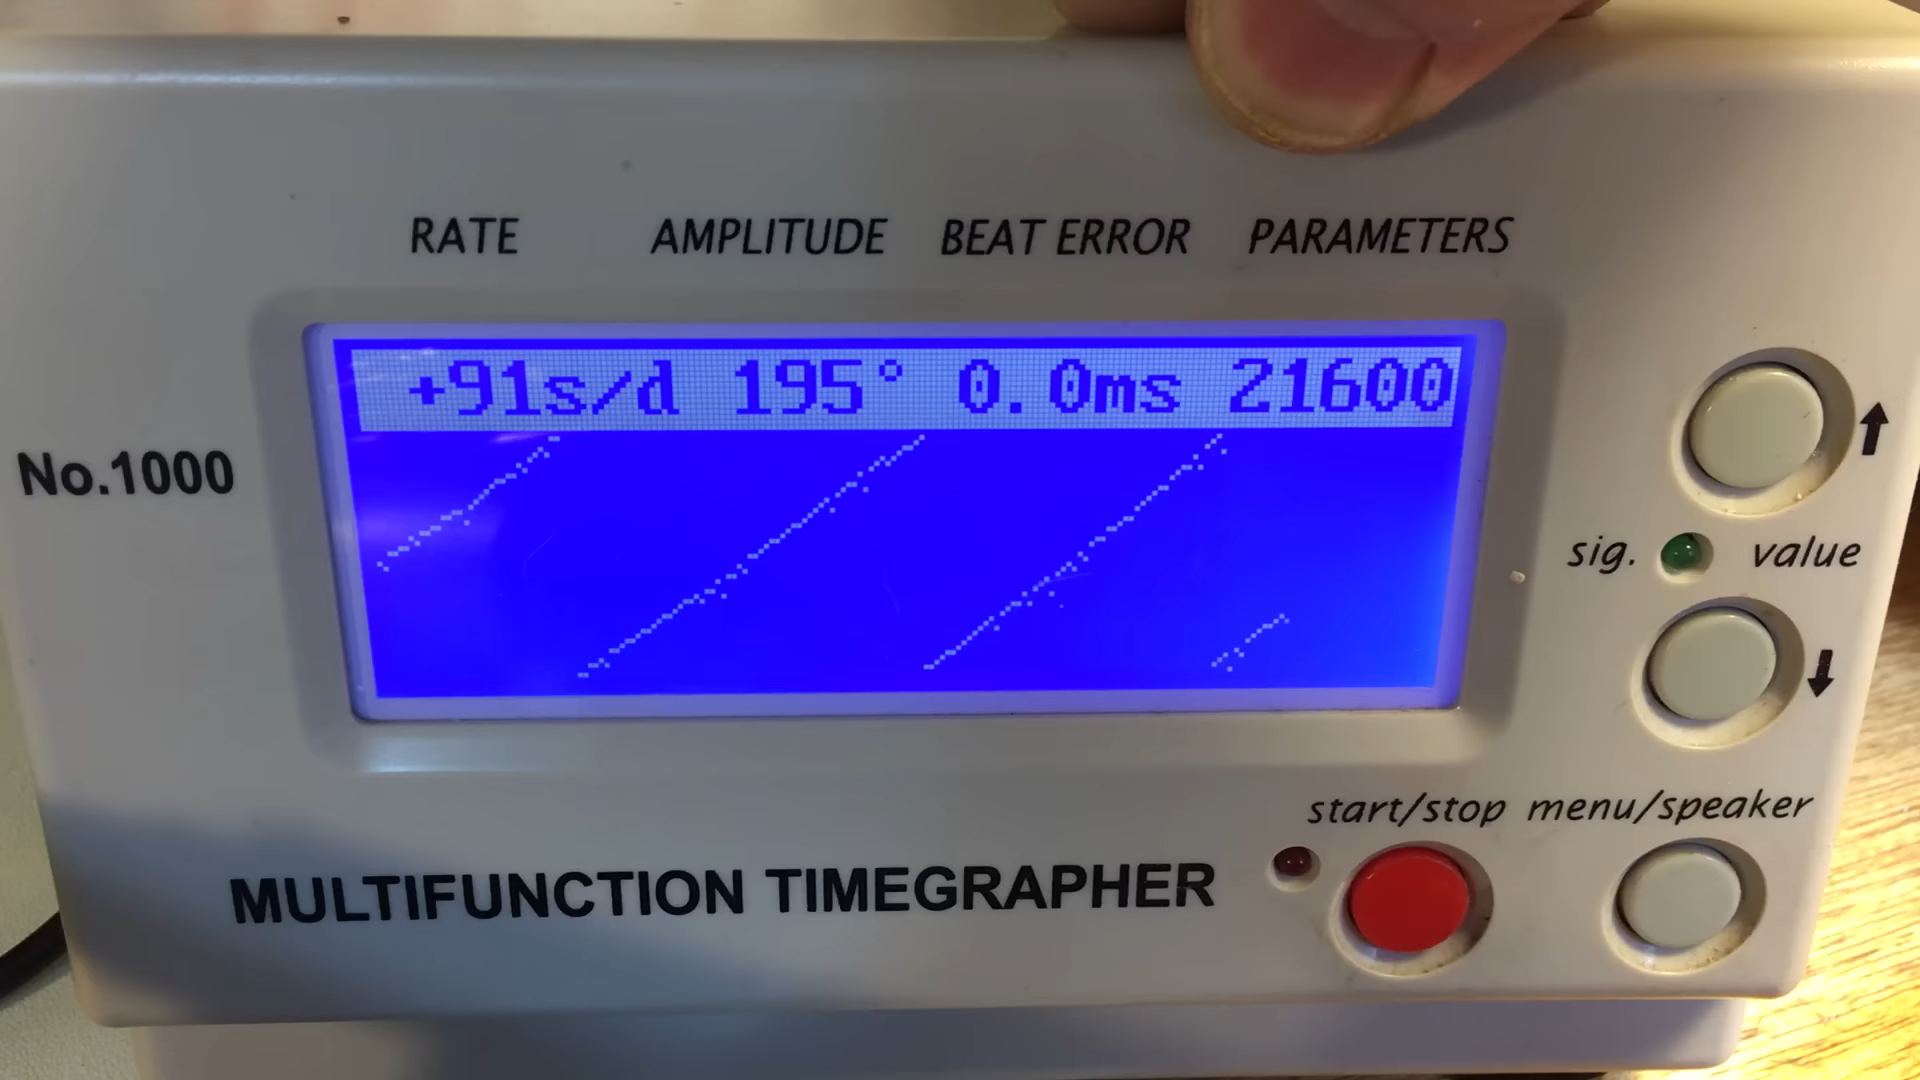 RATE AMPLITUDE BEAT ERROR PARAMETERS
+91s/d 195° 0.0ms 21600
No.1000
sig. value
start/stop menu/speaker
MULTIFUNCTION TIMEGRAPHER